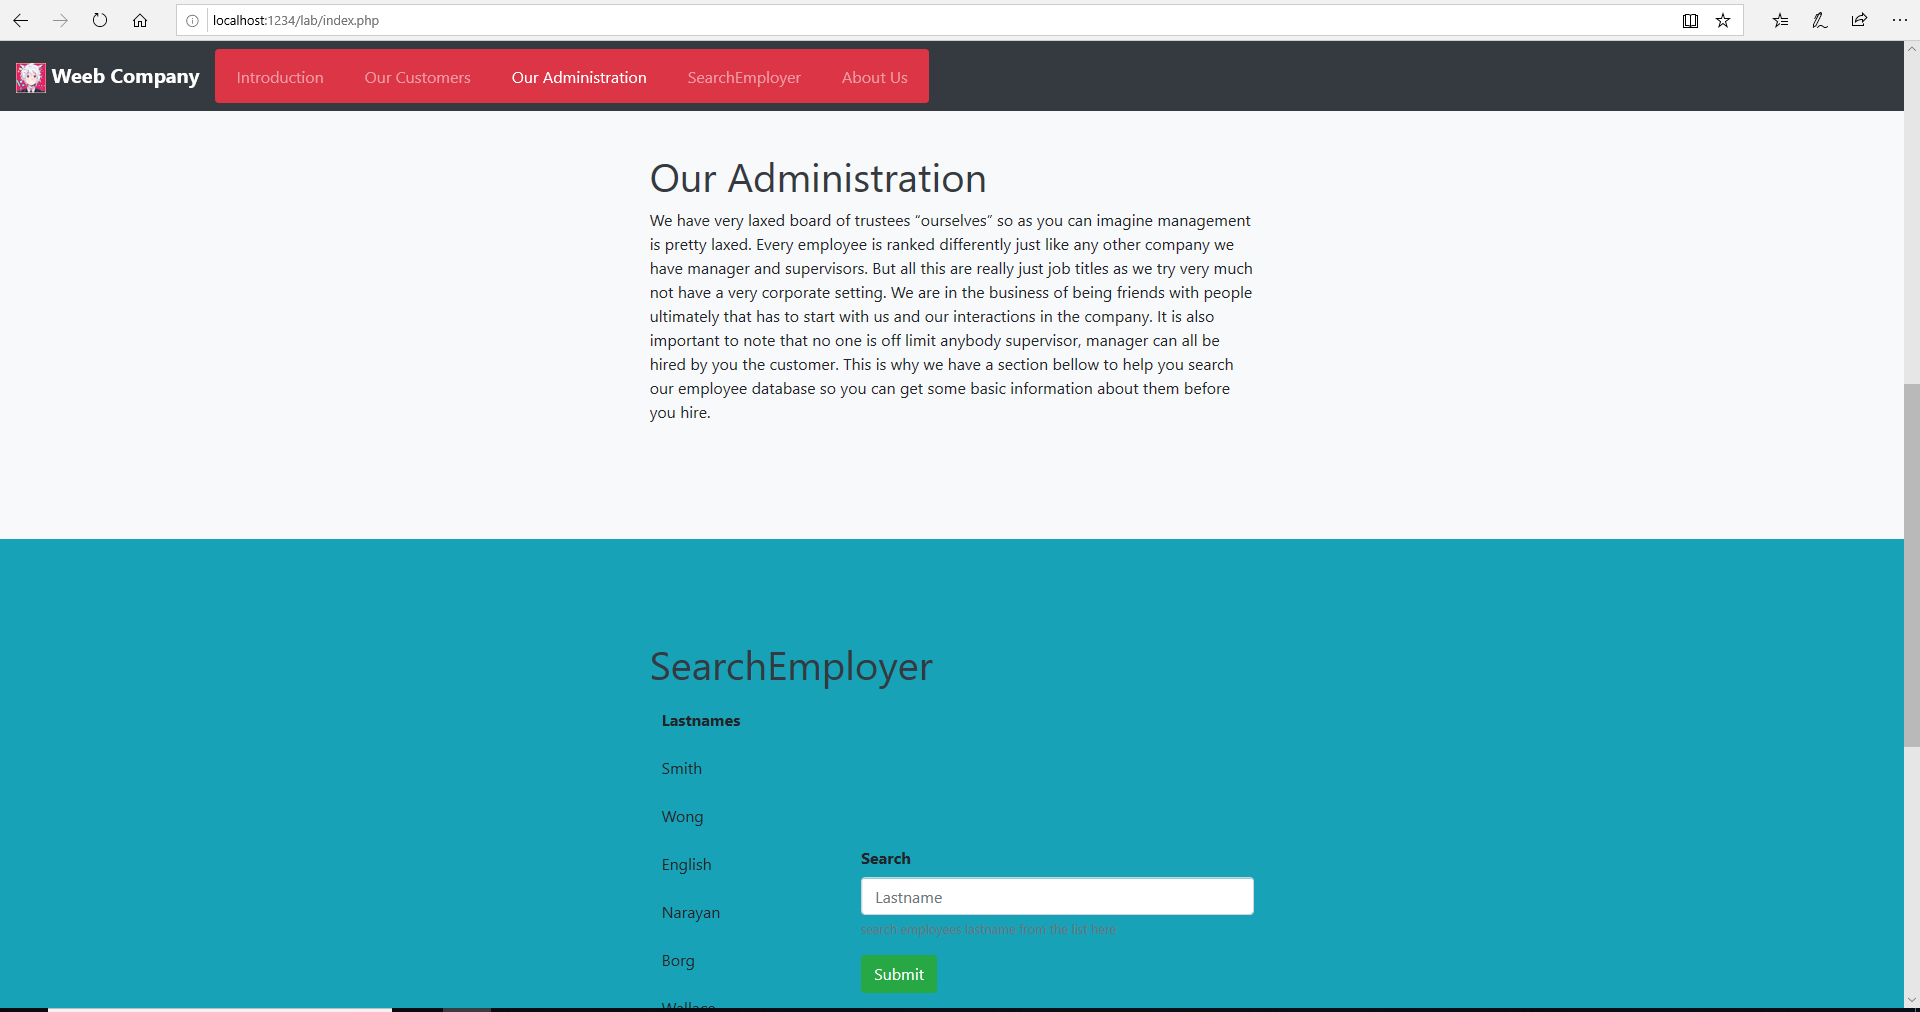 localhost:1234/lab/index.php
Weeb Company Introduction Our Customers Our Administration SearchEmployer About Us
Our Administration
We have very laxed board of trustees “ourselves” so as you can imagine management
is pretty laxed. Every employee is ranked differently just like any other company we
have manager and supervisors. But all this are really just job titles as we try very much
not have a very corporate setting. We are in the business of being friends with people
ultimately that has to start with us and our interactions in the company. It is also
important to note that no one is off limit anybody supervisor, manager can all be
hired by you the customer. This is why we have a section bellow to help you search
our employee database so you can get some basic information about them before
you hire.
SearchEmployer
Lastnames
Smith
Wong
English
Narayan
Borg
Wallace
Search
Lastname
search employees lastname from the list here
Submit